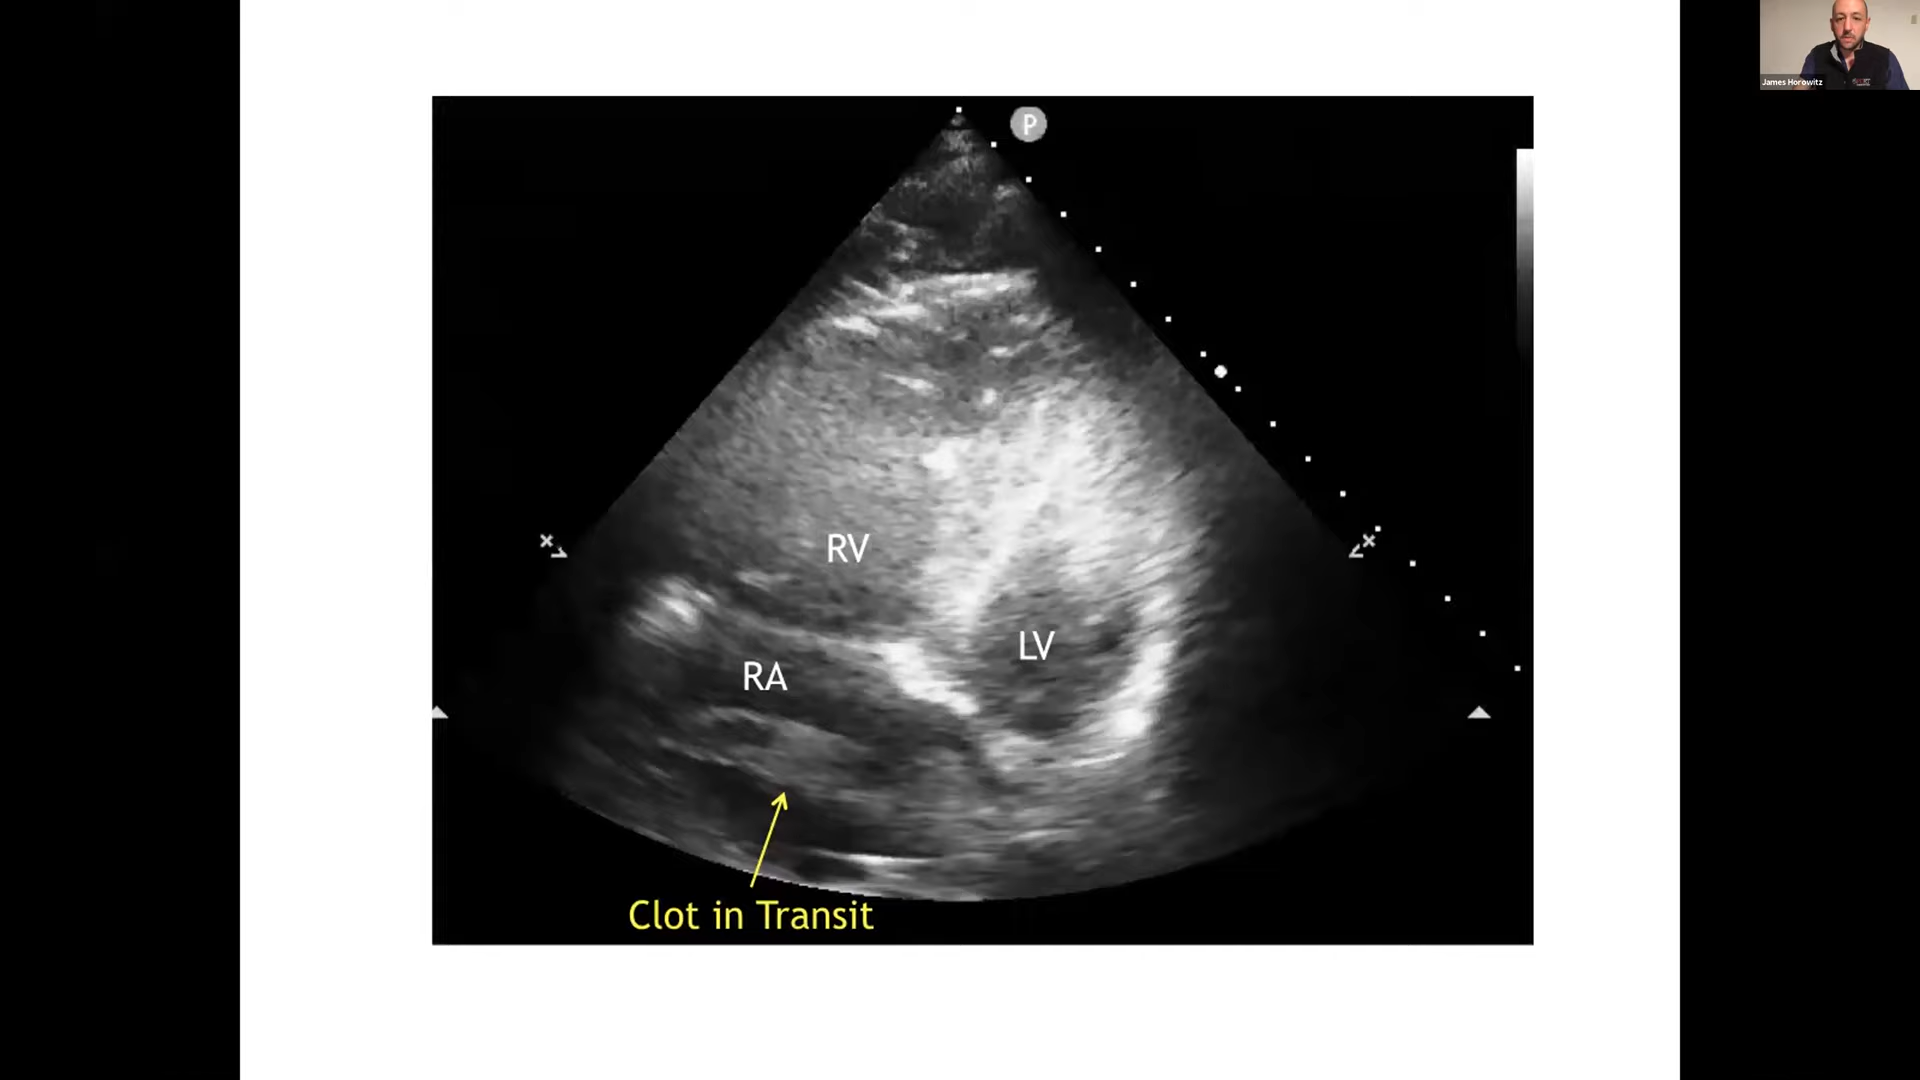 James Horowitz
P
RV
LV
RA
Clot in Transit